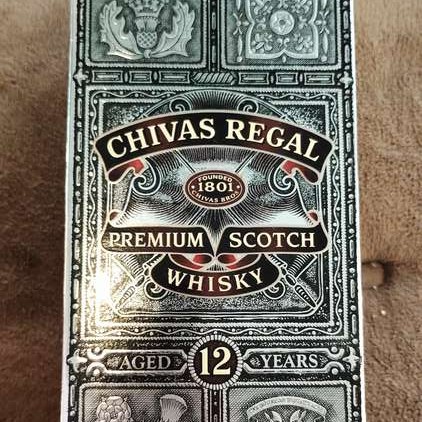 CHIVAS REGAL
FOUNDED
1801
CHIVAS BROS
PREMIUM SCOTCH
WHISKY
AGED 12 YEARS